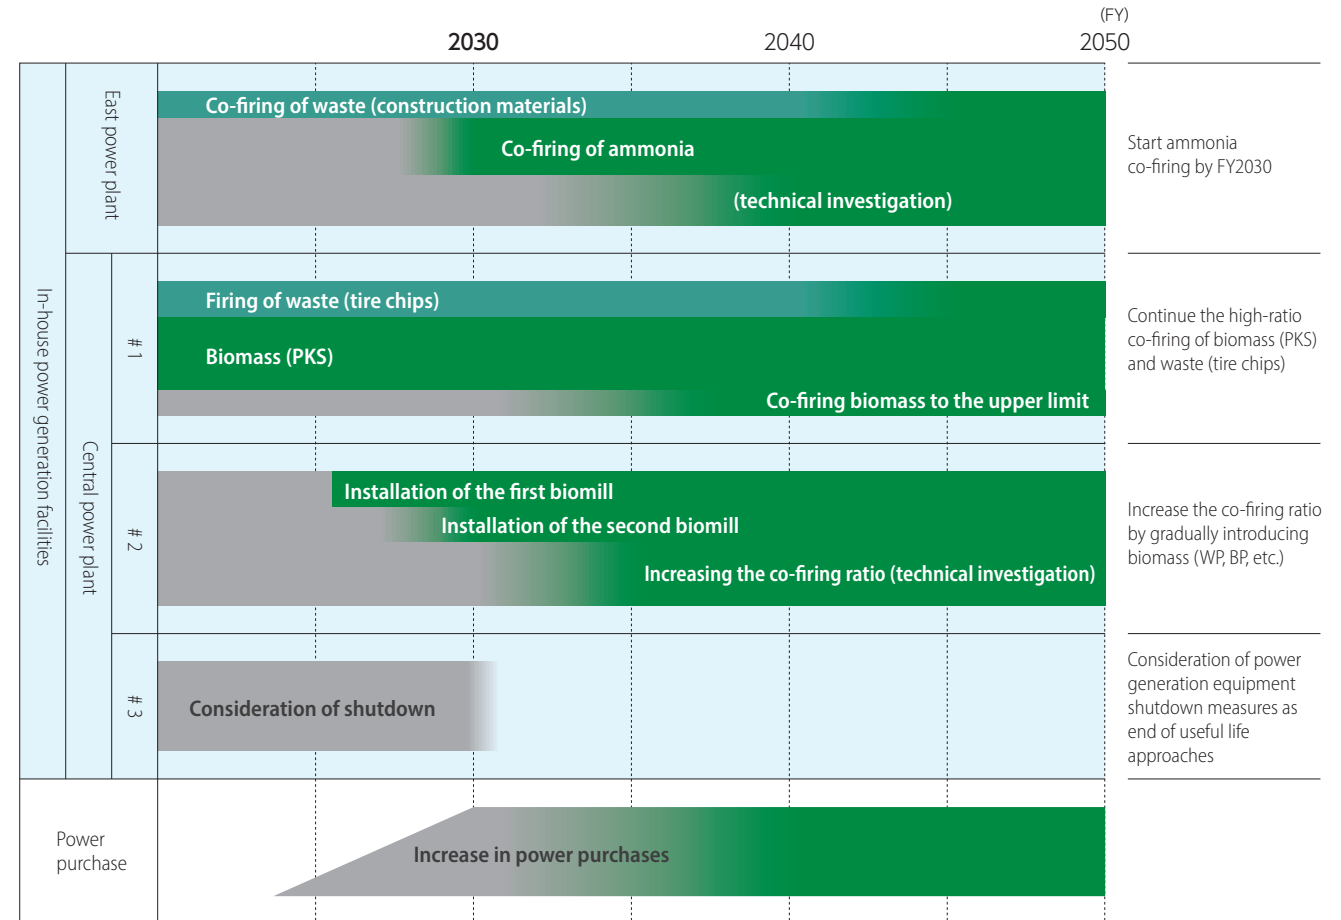 (FY)
2030
2040
2050
In-house power generation facilities
East power plant
Co-firing of waste (construction materials)
Co-firing of ammonia
(technical investigation)
Start ammonia
co-firing by FY2030
Central power plant
# 1
Firing of waste (tire chips)
Biomass (PKS)
Co-firing biomass to the upper limit
Continue the high-ratio
co-firing of biomass (PKS)
and waste (tire chips)
# 2
Installation of the first biomill
Installation of the second biomill
Increasing the co-firing ratio (technical investigation)
Increase the co-firing ratio
by gradually introducing
biomass (WP, BP, etc.)
# 3
Consideration of shutdown
Consideration of power
generation equipment
shutdown measures as
end of useful life
approaches
Power
purchase
Increase in power purchases